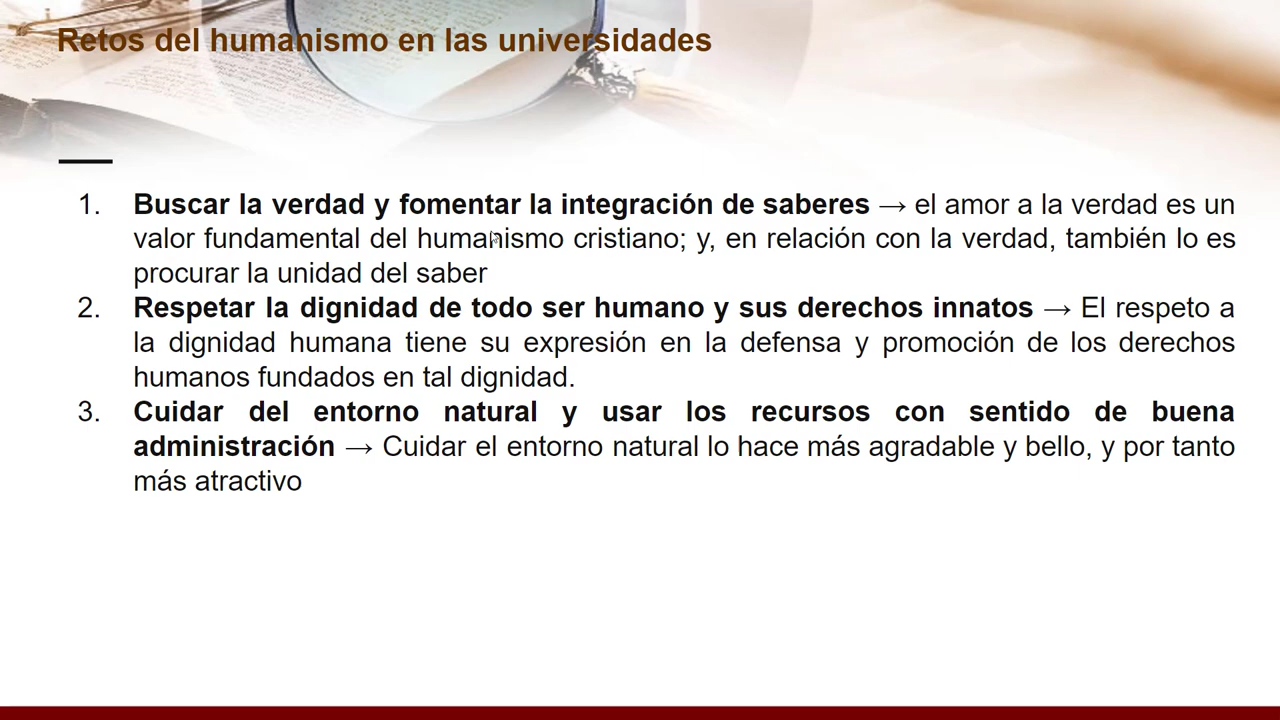 Retos del humanismo en las universidades
1. Buscar la verdad y fomentar la integración de saberes → el amor a la verdad es un
valor fundamental del humanismo cristiano; y, en relación con la verdad, también lo es
procurar la unidad del saber
2. Respetar la dignidad de todo ser humano y sus derechos innatos → El respeto a
la dignidad humana tiene su expresión en la defensa y promoción de los derechos
humanos fundados en tal dignidad.
3. Cuidar del entorno natural y usar los recursos con sentido de buena
administración → Cuidar el entorno natural lo hace más agradable y bello, y por tanto
más atractivo